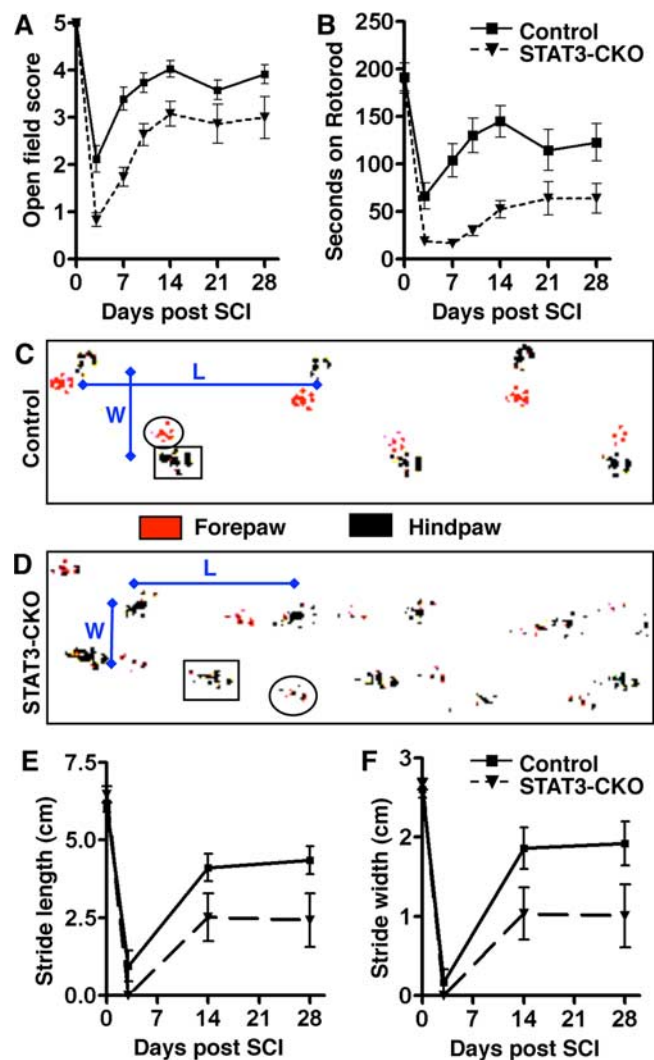 A
Open field score
5
4
3
2
1
0
0 7 14 21 28
Days post SCI
B
Control
STAT3-CKO
Seconds on Rotorod
250
200
150
100
50
0
0 7 14 21 28
Days post SCI
C
Control
L
W
Forepaw Hindpaw
D
STAT3-CKO
L
W
E
Stride length (cm)
7.5
5.0
2.5
0.0
0 7 14 21 28
Days post SCI
F
Control
STAT3-CKO
Stride width (cm)
3
2
1
0
0 7 14 21 28
Days post SCI